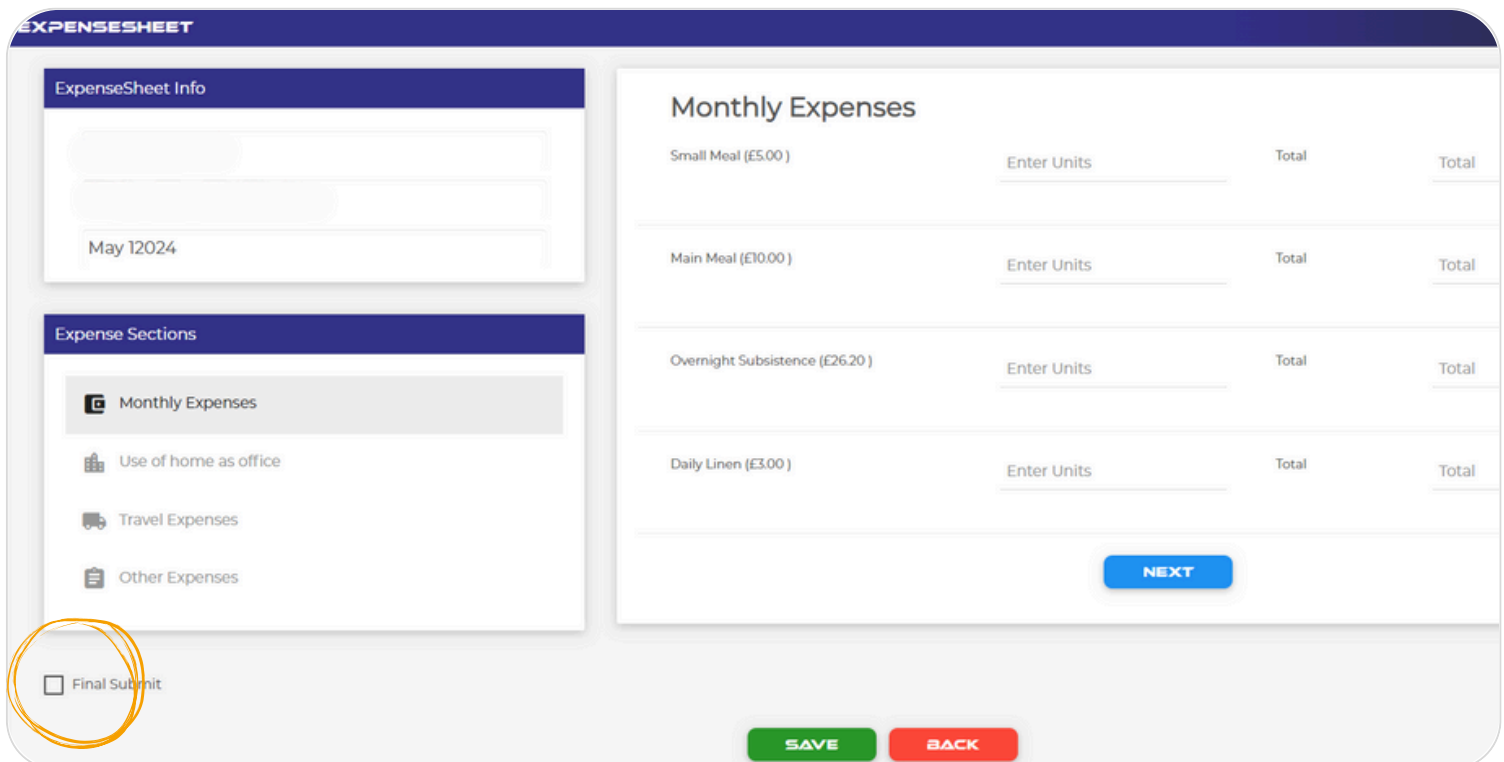 EXPENSESHEET
ExpenseSheet Info
May 12024
Expense Sections
Monthly Expenses
Use of home as office
Travel Expenses
Other Expenses
Final Submit
Monthly Expenses
Small Meal (£5.00 ) Enter Units Total Total
Main Meal (£10.00 ) Enter Units Total Total
Overnight Subsistence (£26.20 ) Enter Units Total Total
Daily Linen (£3.00 ) Enter Units Total Total
NEXT
SAVE BACK